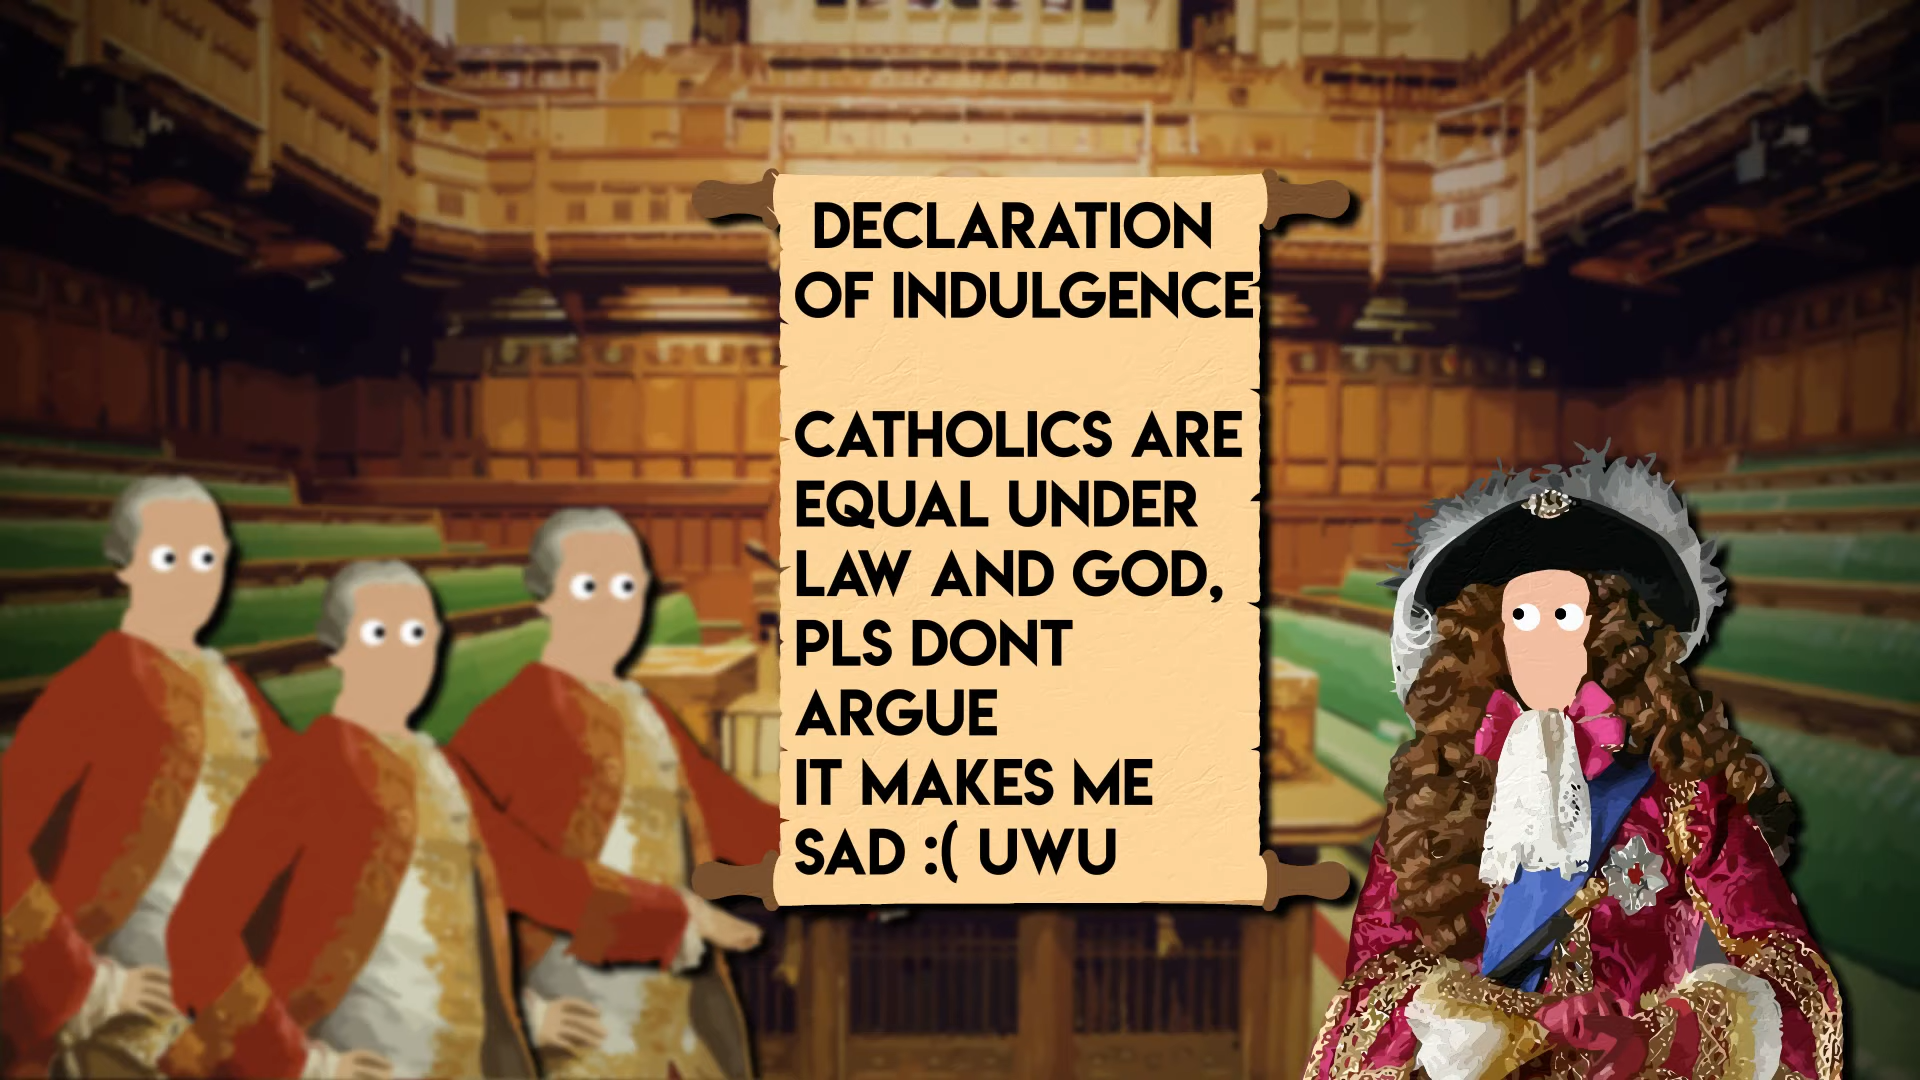 DECLARATION
OF INDULGENCE
CATHOLICS ARE
EQUAL UNDER
LAW AND GOD,
PLS DONT
ARGUE
IT MAKES ME
SAD :( UWU